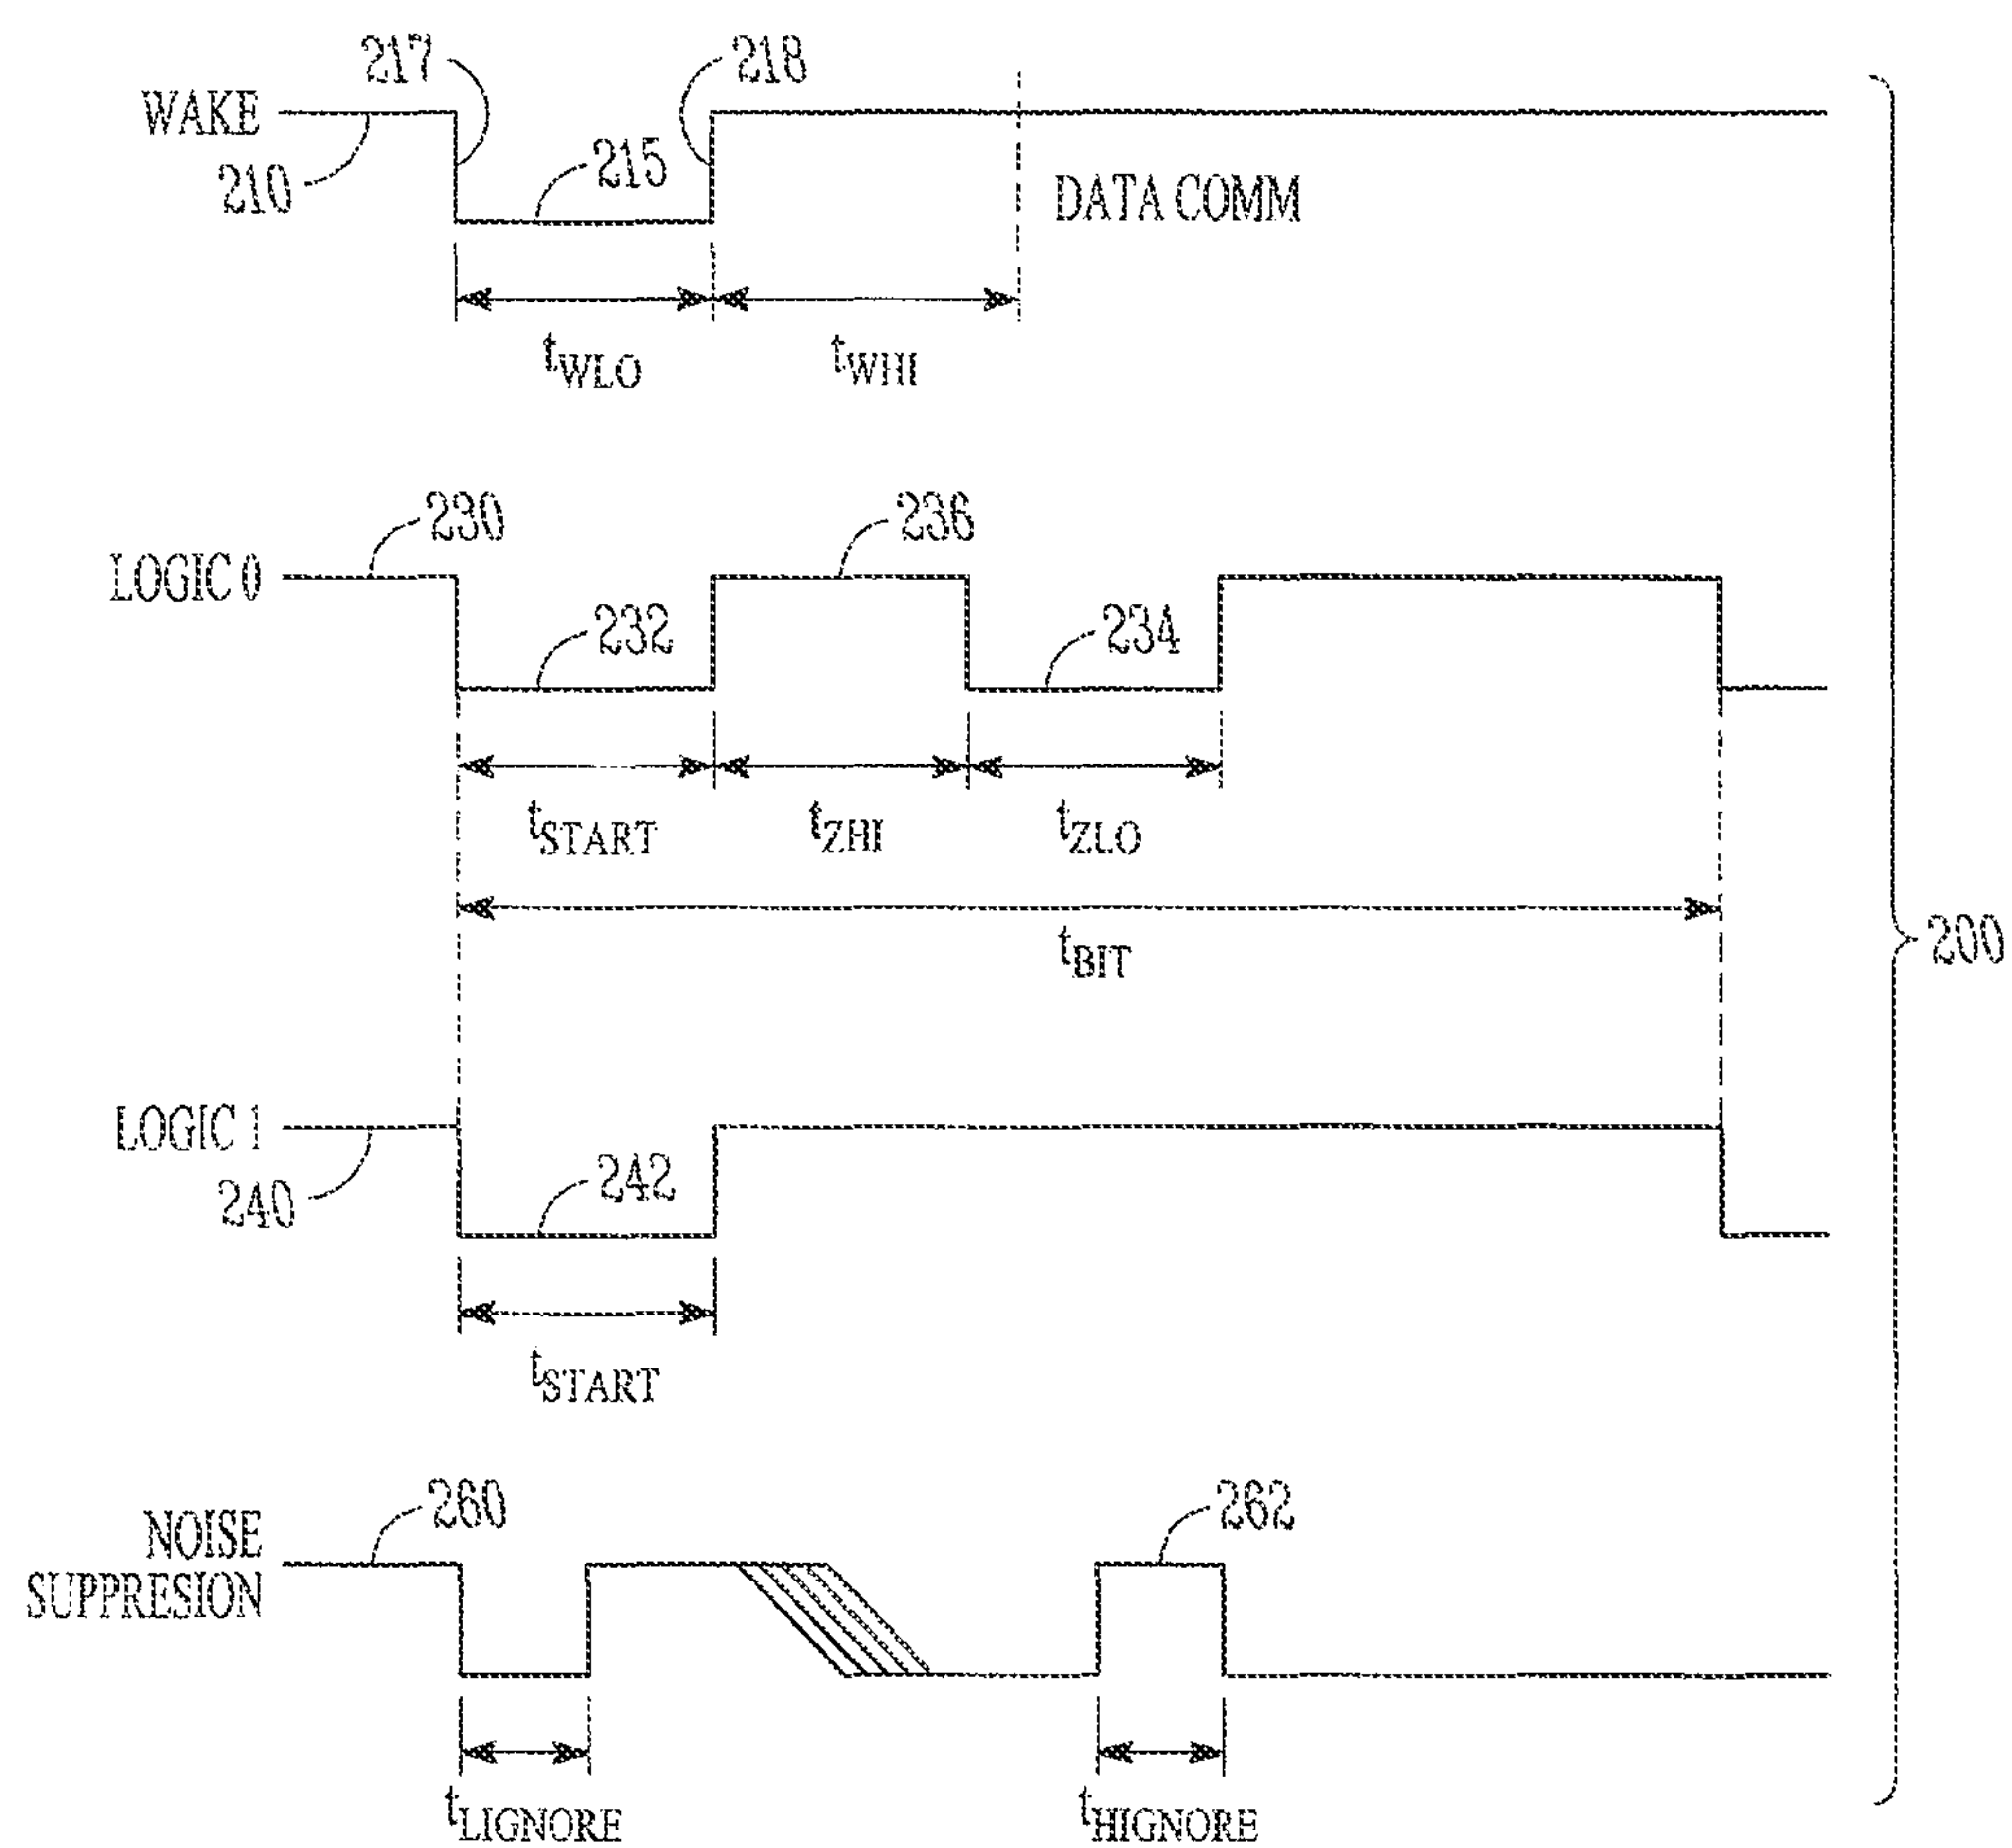 217
218
WAKE
210
215
DATA COMM
tWLO
tWHI
230
236
LOGIC 0
232
234
tSTART
tZHI
tZLO
tBIT
200
LOGIC 1
240
242
tSTART
260
262
NOISE
SUPPRESION
tLIGNORE
tHIGNORE